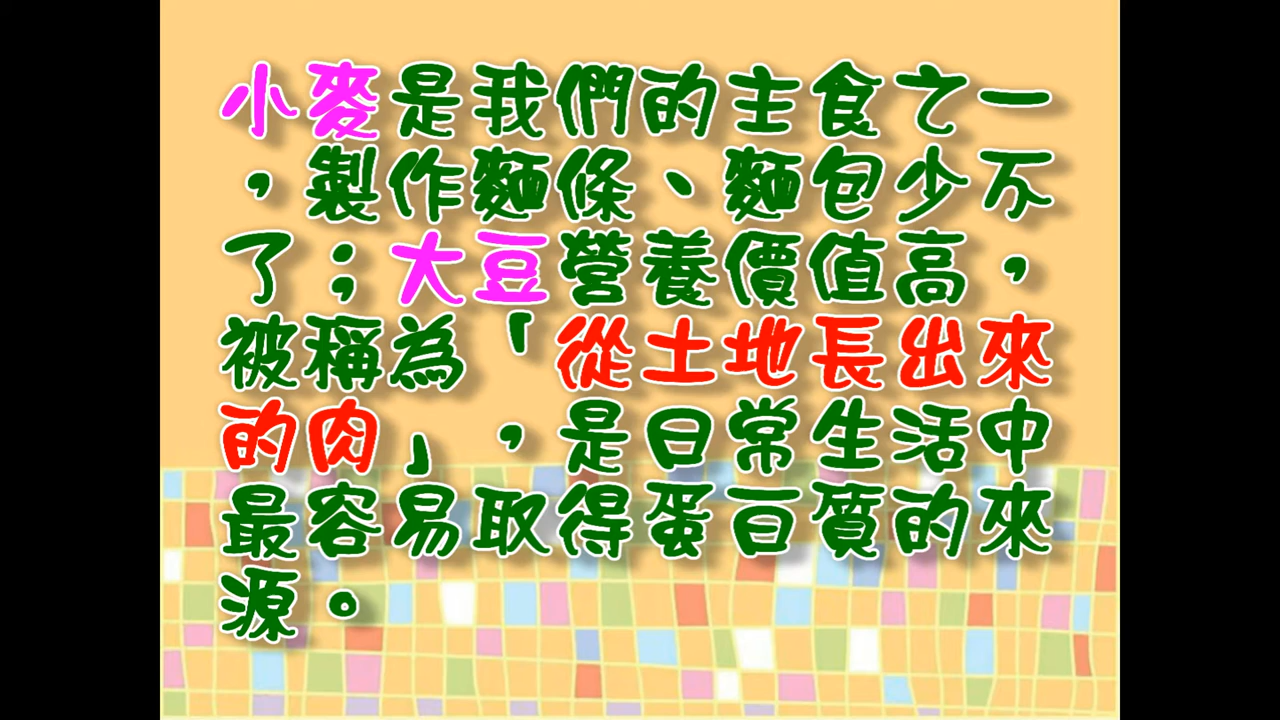 小麥是我們的主食之一
，製作麵條、麵包少不
了；大豆營養價值高，
被稱為「從土地長出來
的肉」，是日常生活中
最容易取得蛋白質的來
源。